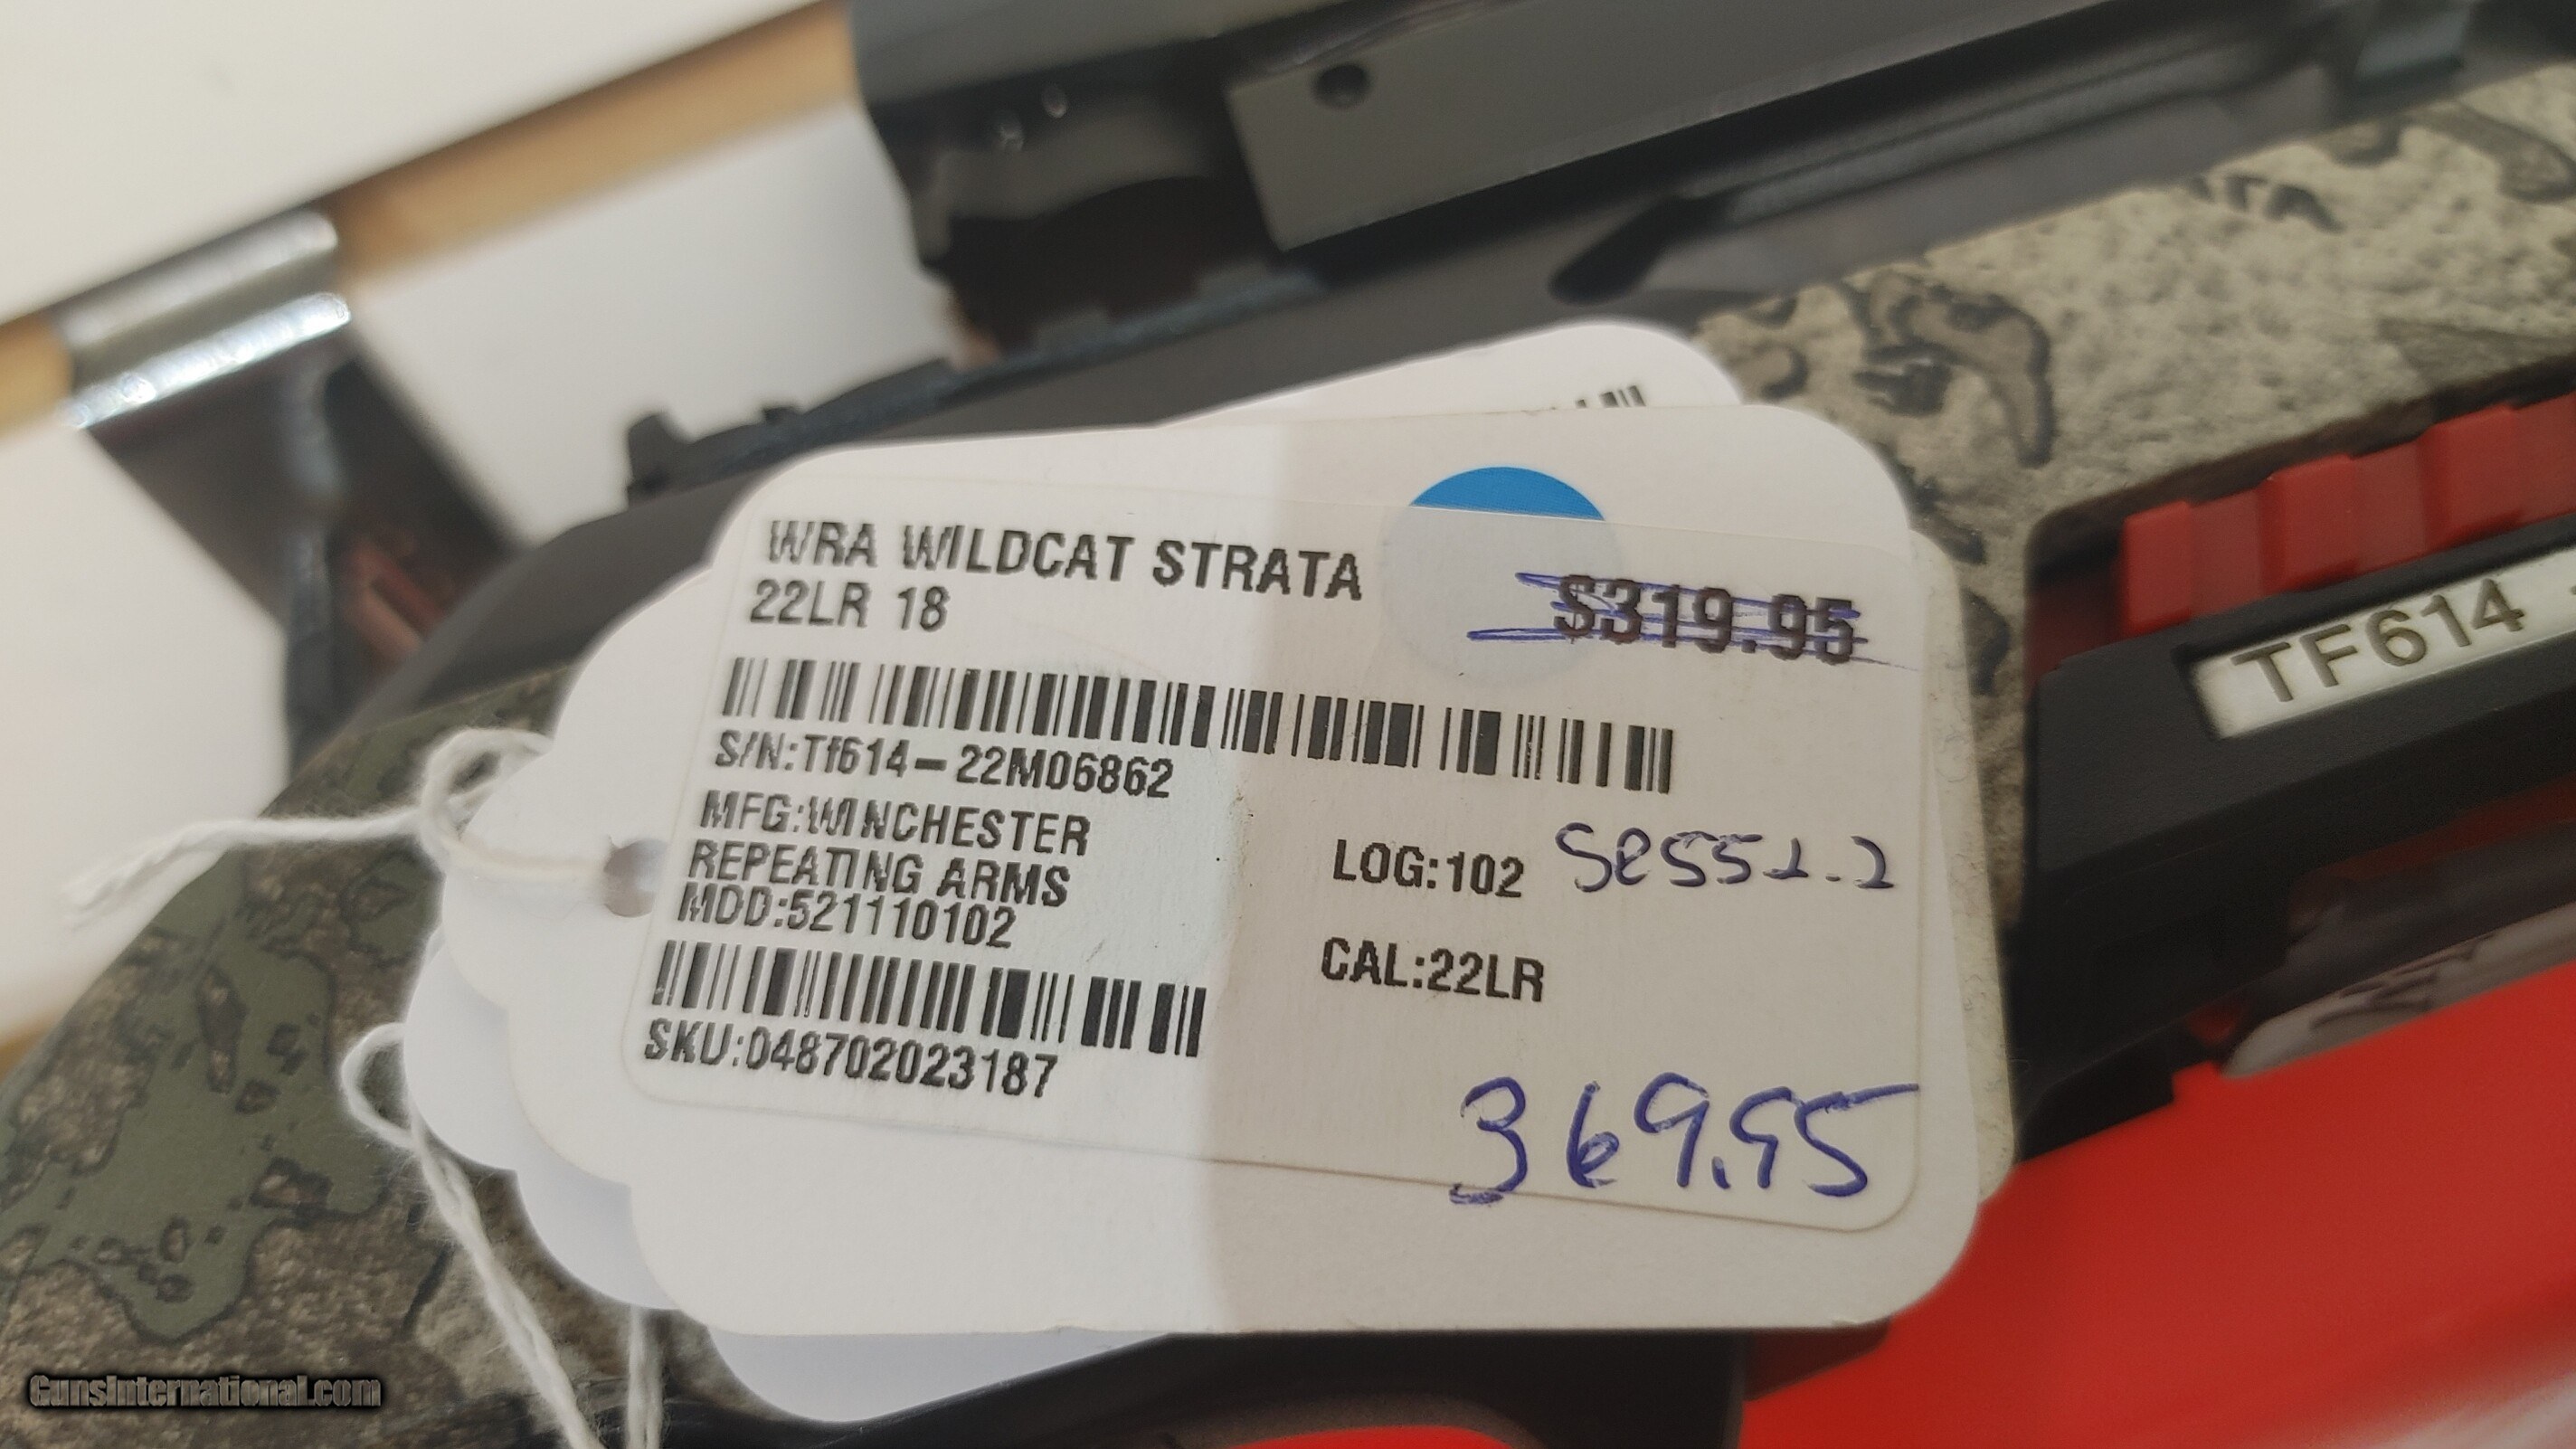 WRA WILDCAT STRATA
22LR 18
$319.95
S/N:Tf614-22M06862
MFG:WINCHESTER
REPEATING ARMS
MDD:521110102
LOG:102
CAL:22LR
SKU:048702023187
369.95
TF614
GunsInternational.com